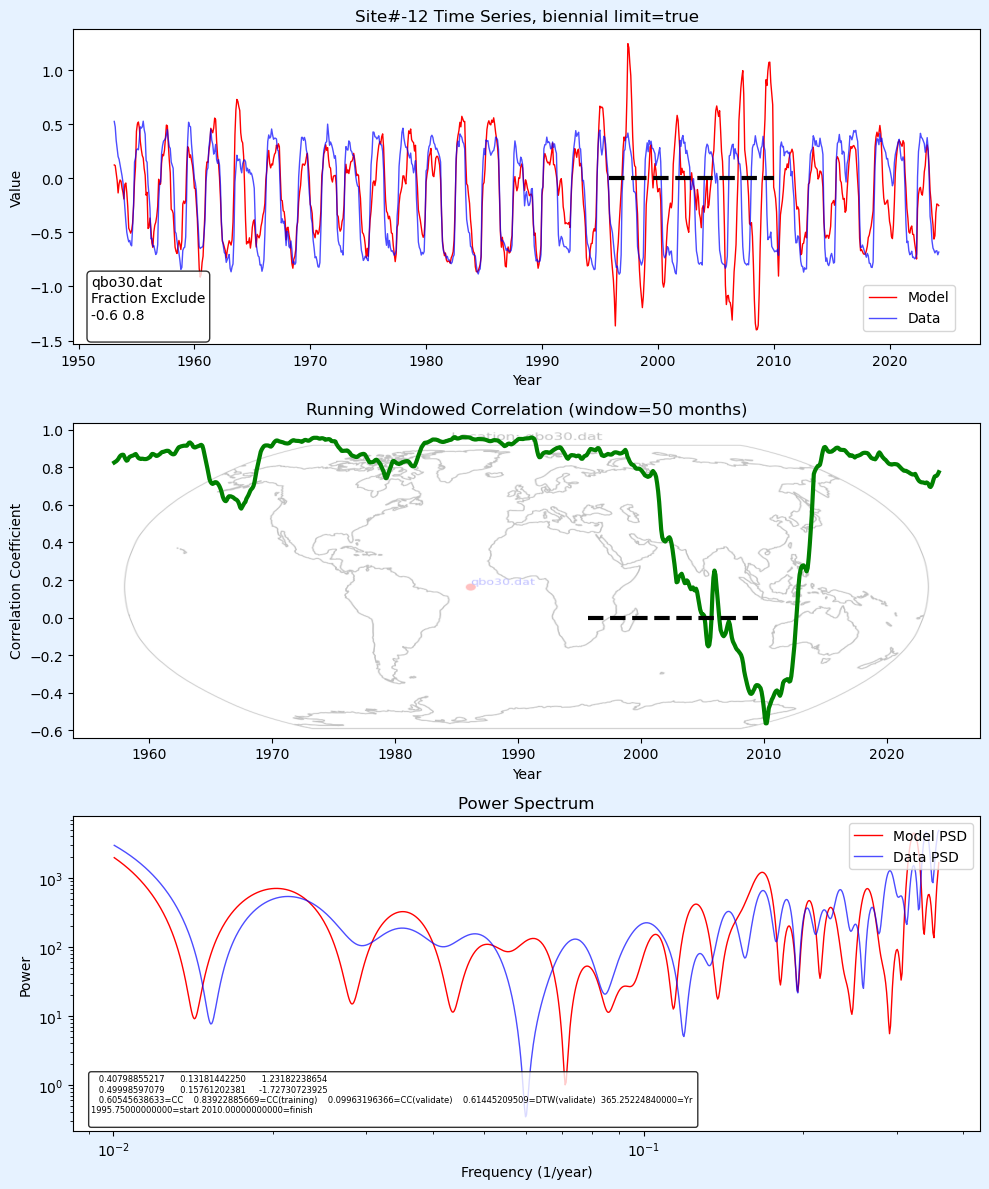 Site#-12 Time Series, biennial limit=true
Value
1.0
0.5
0.0
−0.5
−1.0
−1.5
qbo30.dat
Fraction Exclude
-0.6 0.8
Model
Data
1950 1960 1970 1980 1990 2000 2010 2020
Year
Running Windowed Correlation (window=50 months)
Correlation Coefficient
1.0
0.8
0.6
0.4
0.2
0.0
−0.2
−0.4
−0.6
qbo30.dat
qbo30.dat
1960 1970 1980 1990 2000 2010 2020
Year
Power Spectrum
Power
10³
10²
10¹
10⁰
Model PSD
Data PSD
0.40798855217 0.13181442250 1.23182238654
0.49998597079 0.15761202381 -1.72730723925
0.60545638633=CC 0.83922885669=CC(training) 0.09963196366=CC(validate) 0.61445209509=DTW(validate) 365.25224840000=Yr
1995.75000000000=start 2010.00000000000=finish
10⁻² 10⁻¹
Frequency (1/year)